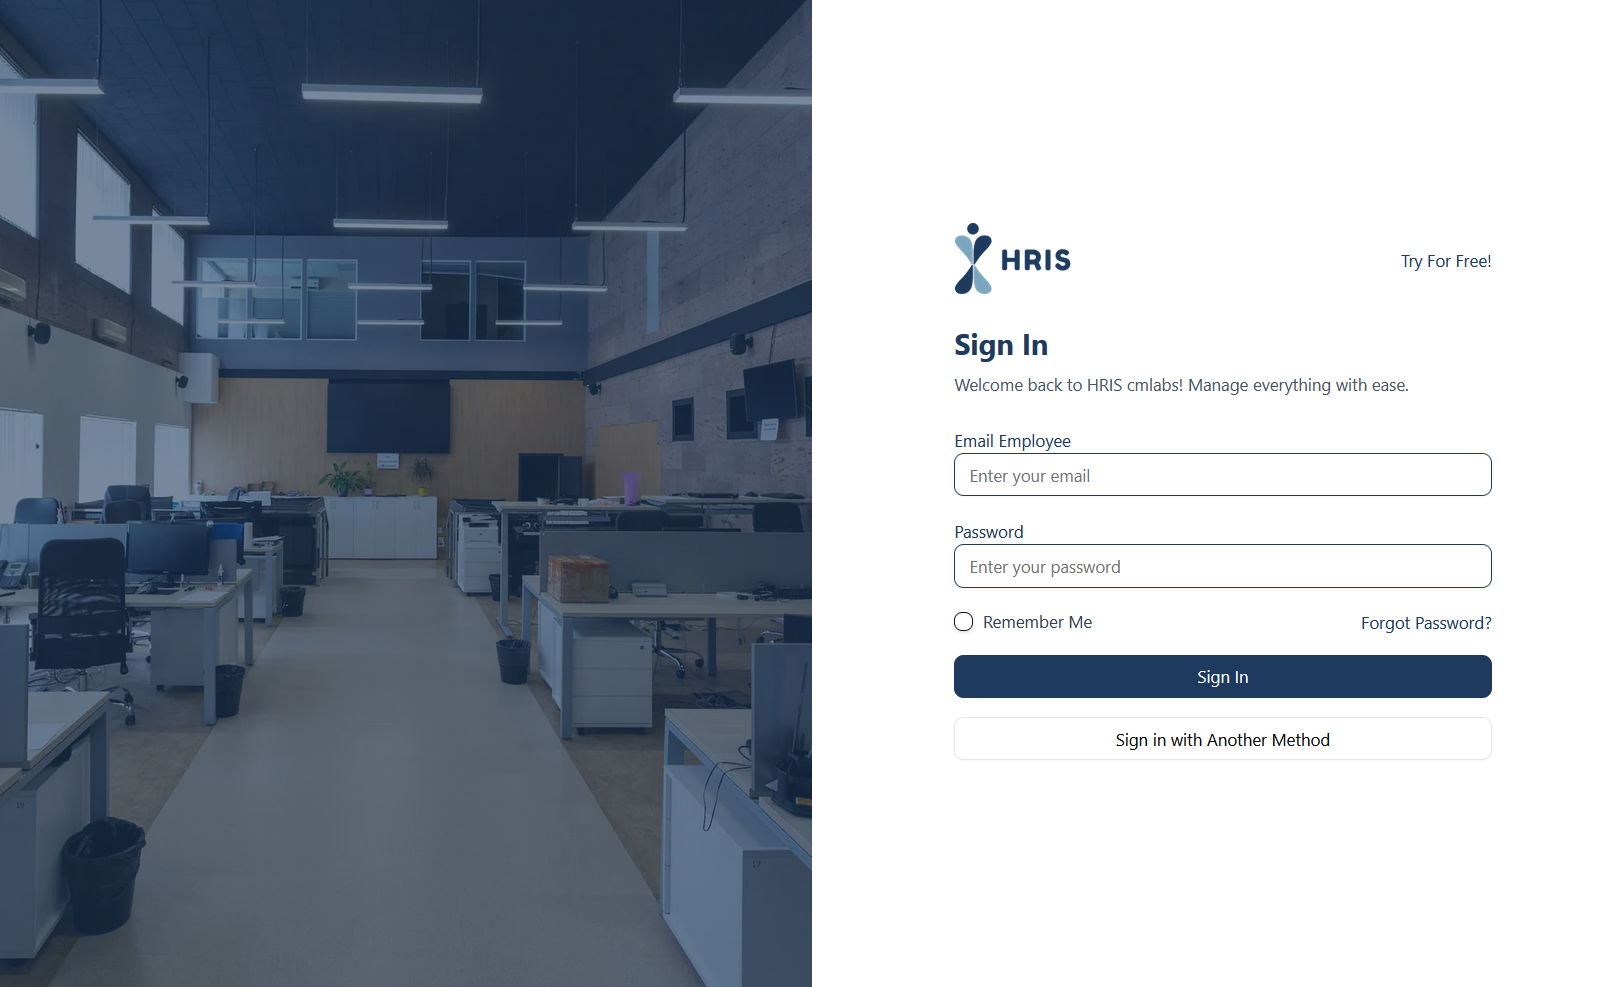 HRIS
Try For Free!
Sign In
Welcome back to HRIS cmlabs! Manage everything with ease.
Email Employee
Enter your email
Password
Enter your password
Remember Me
Forgot Password?
Sign In
Sign in with Another Method